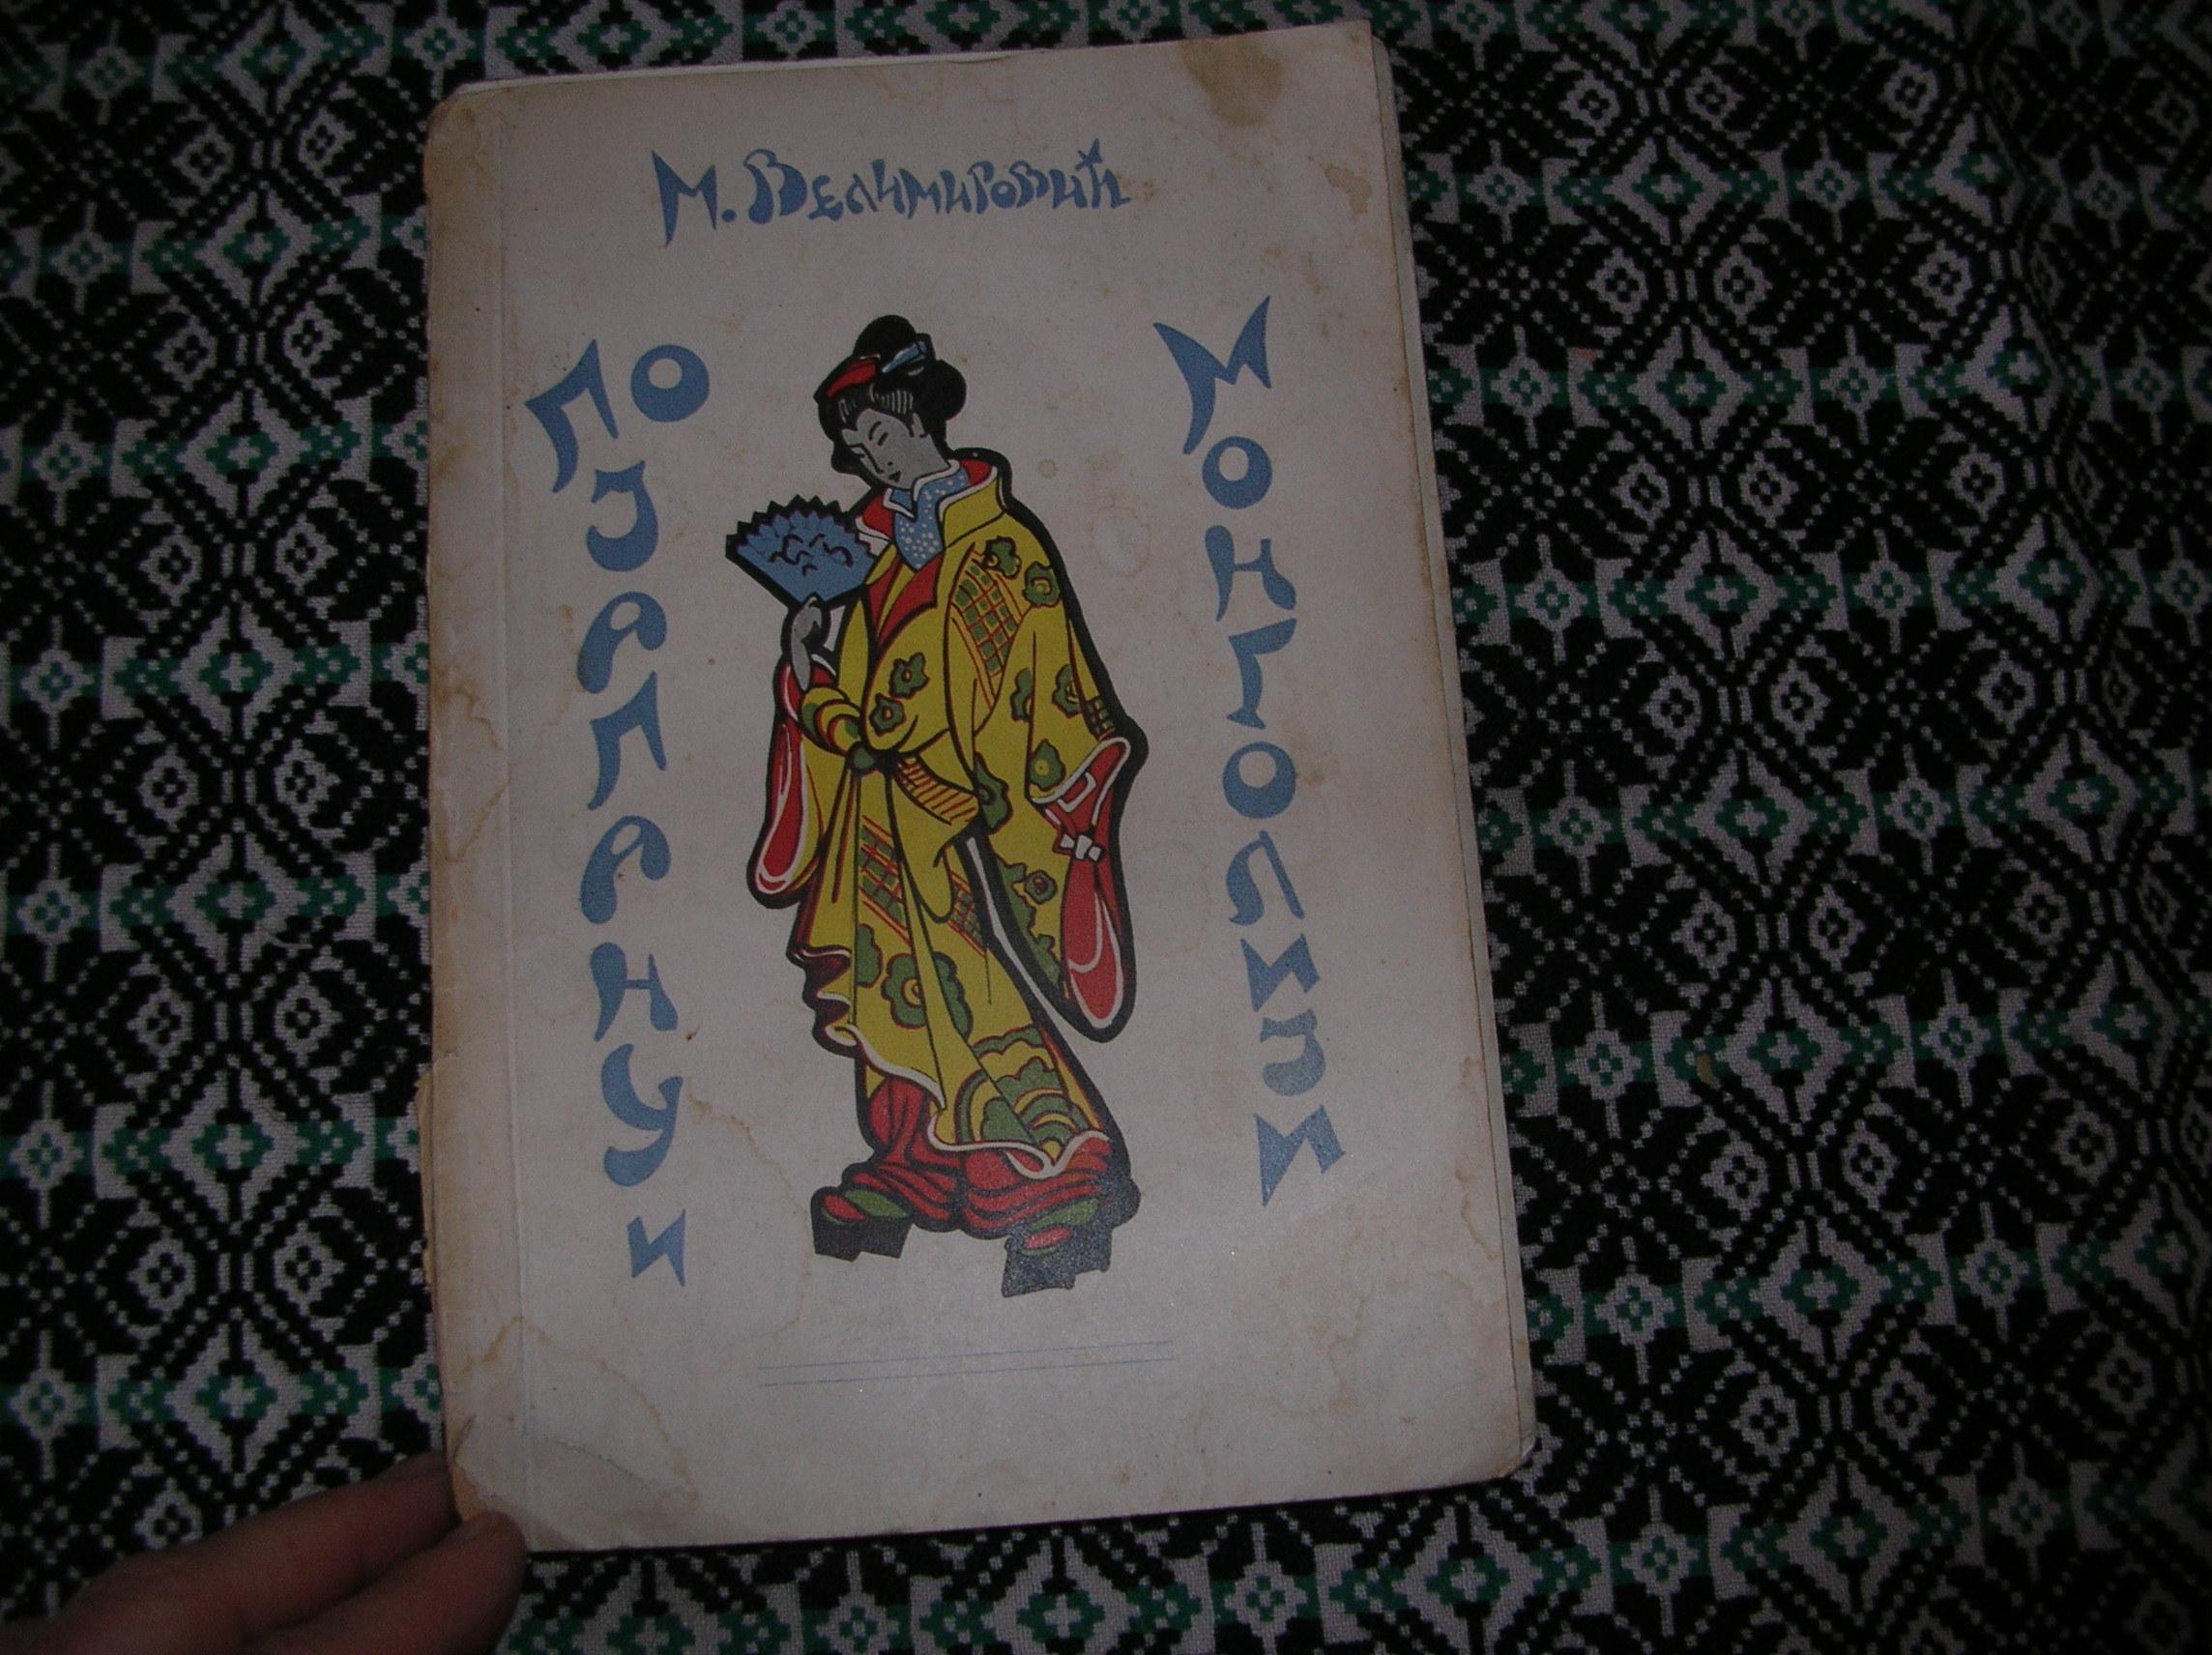 М. Велимировић
По Јапану и
Монголији